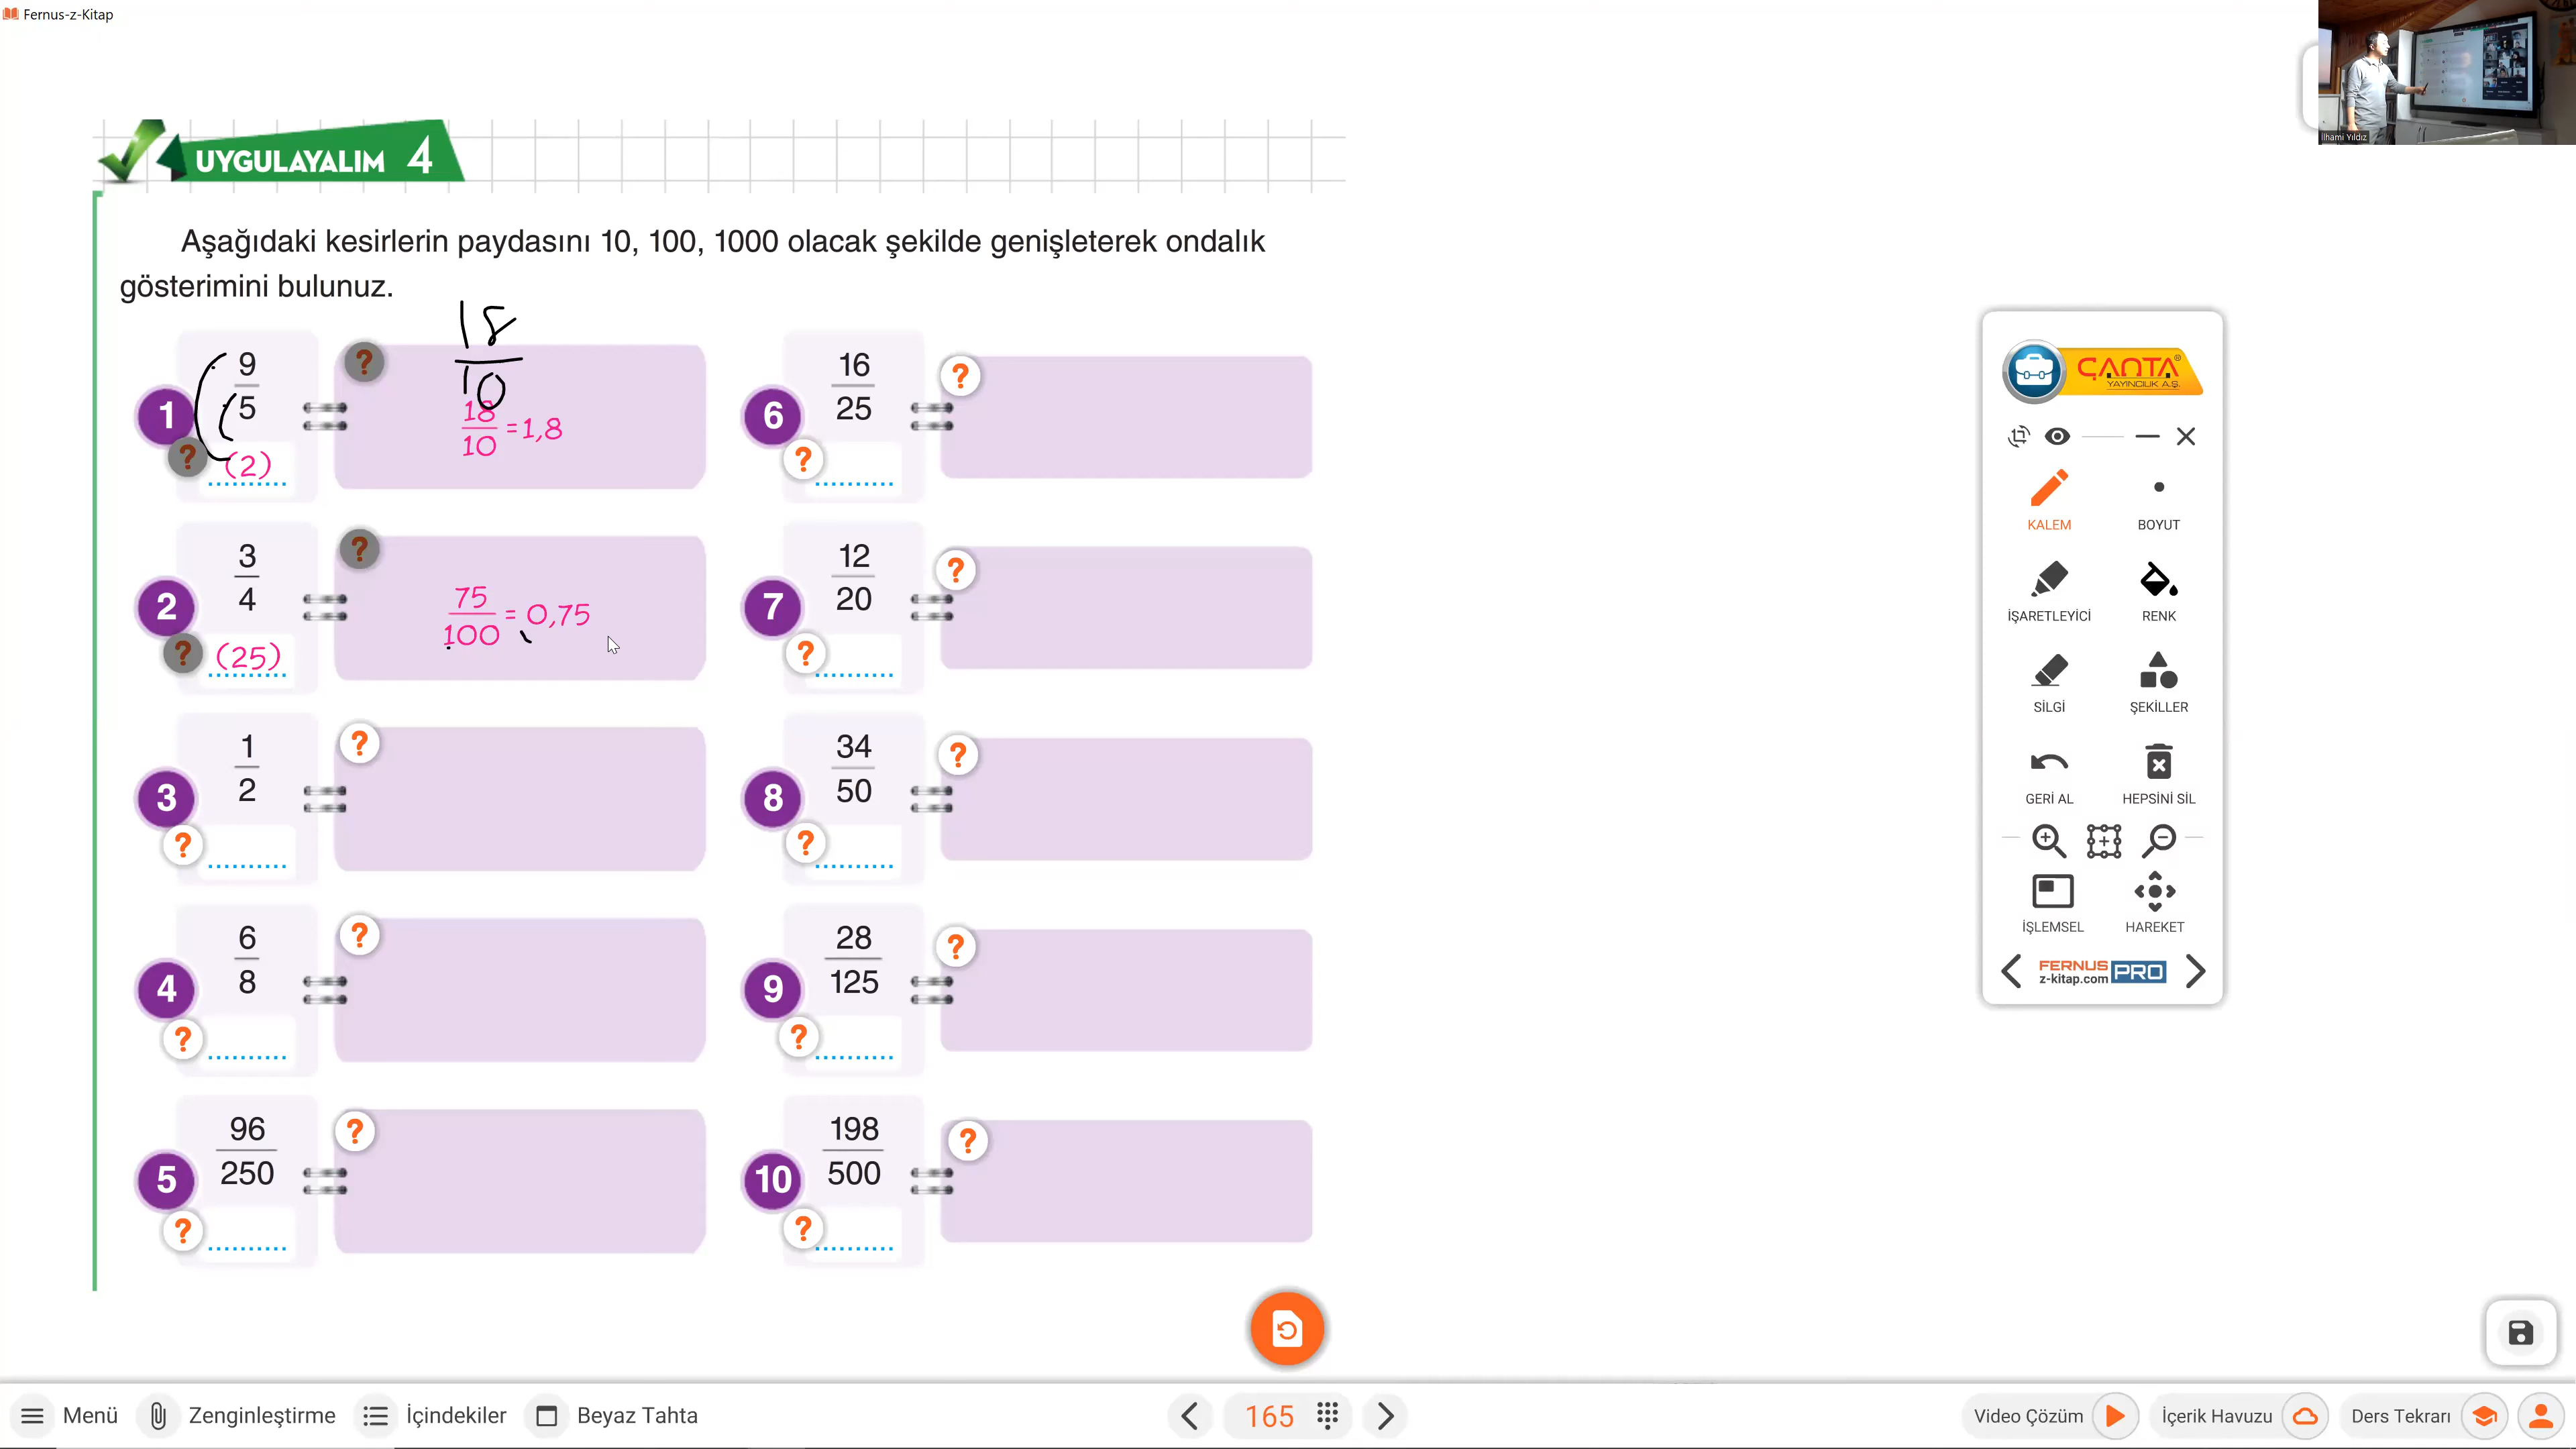 Fernus-z-Kitap
İlhami Yıldız
UYGULAYALIM 4
Aşağıdaki kesirlerin paydasını 10, 100, 1000 olacak şekilde genişleterek ondalık
gösterimini bulunuz.
18
10
1
9
5
(2)
?
?
18
10
=1,8
2
3
4
(25)
?
?
75
100
=0,75
3
1
2
?
?
4
6
8
?
?
5
96
250
?
?
6
16
25
?
?
7
12
20
?
?
8
34
50
?
?
9
28
125
?
?
10
198
500
?
?
ÇANTA®
YAYINCILIK A.Ş.
KALEM
BOYUT
İŞARETLEYİCİ
RENK
SİLGİ
ŞEKİLLER
GERİ AL
HEPSİNİ SİL
İŞLEMSEL
HAREKET
FERNUS
z-kitap.com
PRO
Menü
Zenginleştirme
İçindekiler
Beyaz Tahta
165
Video Çözüm
İçerik Havuzu
Ders Tekrarı